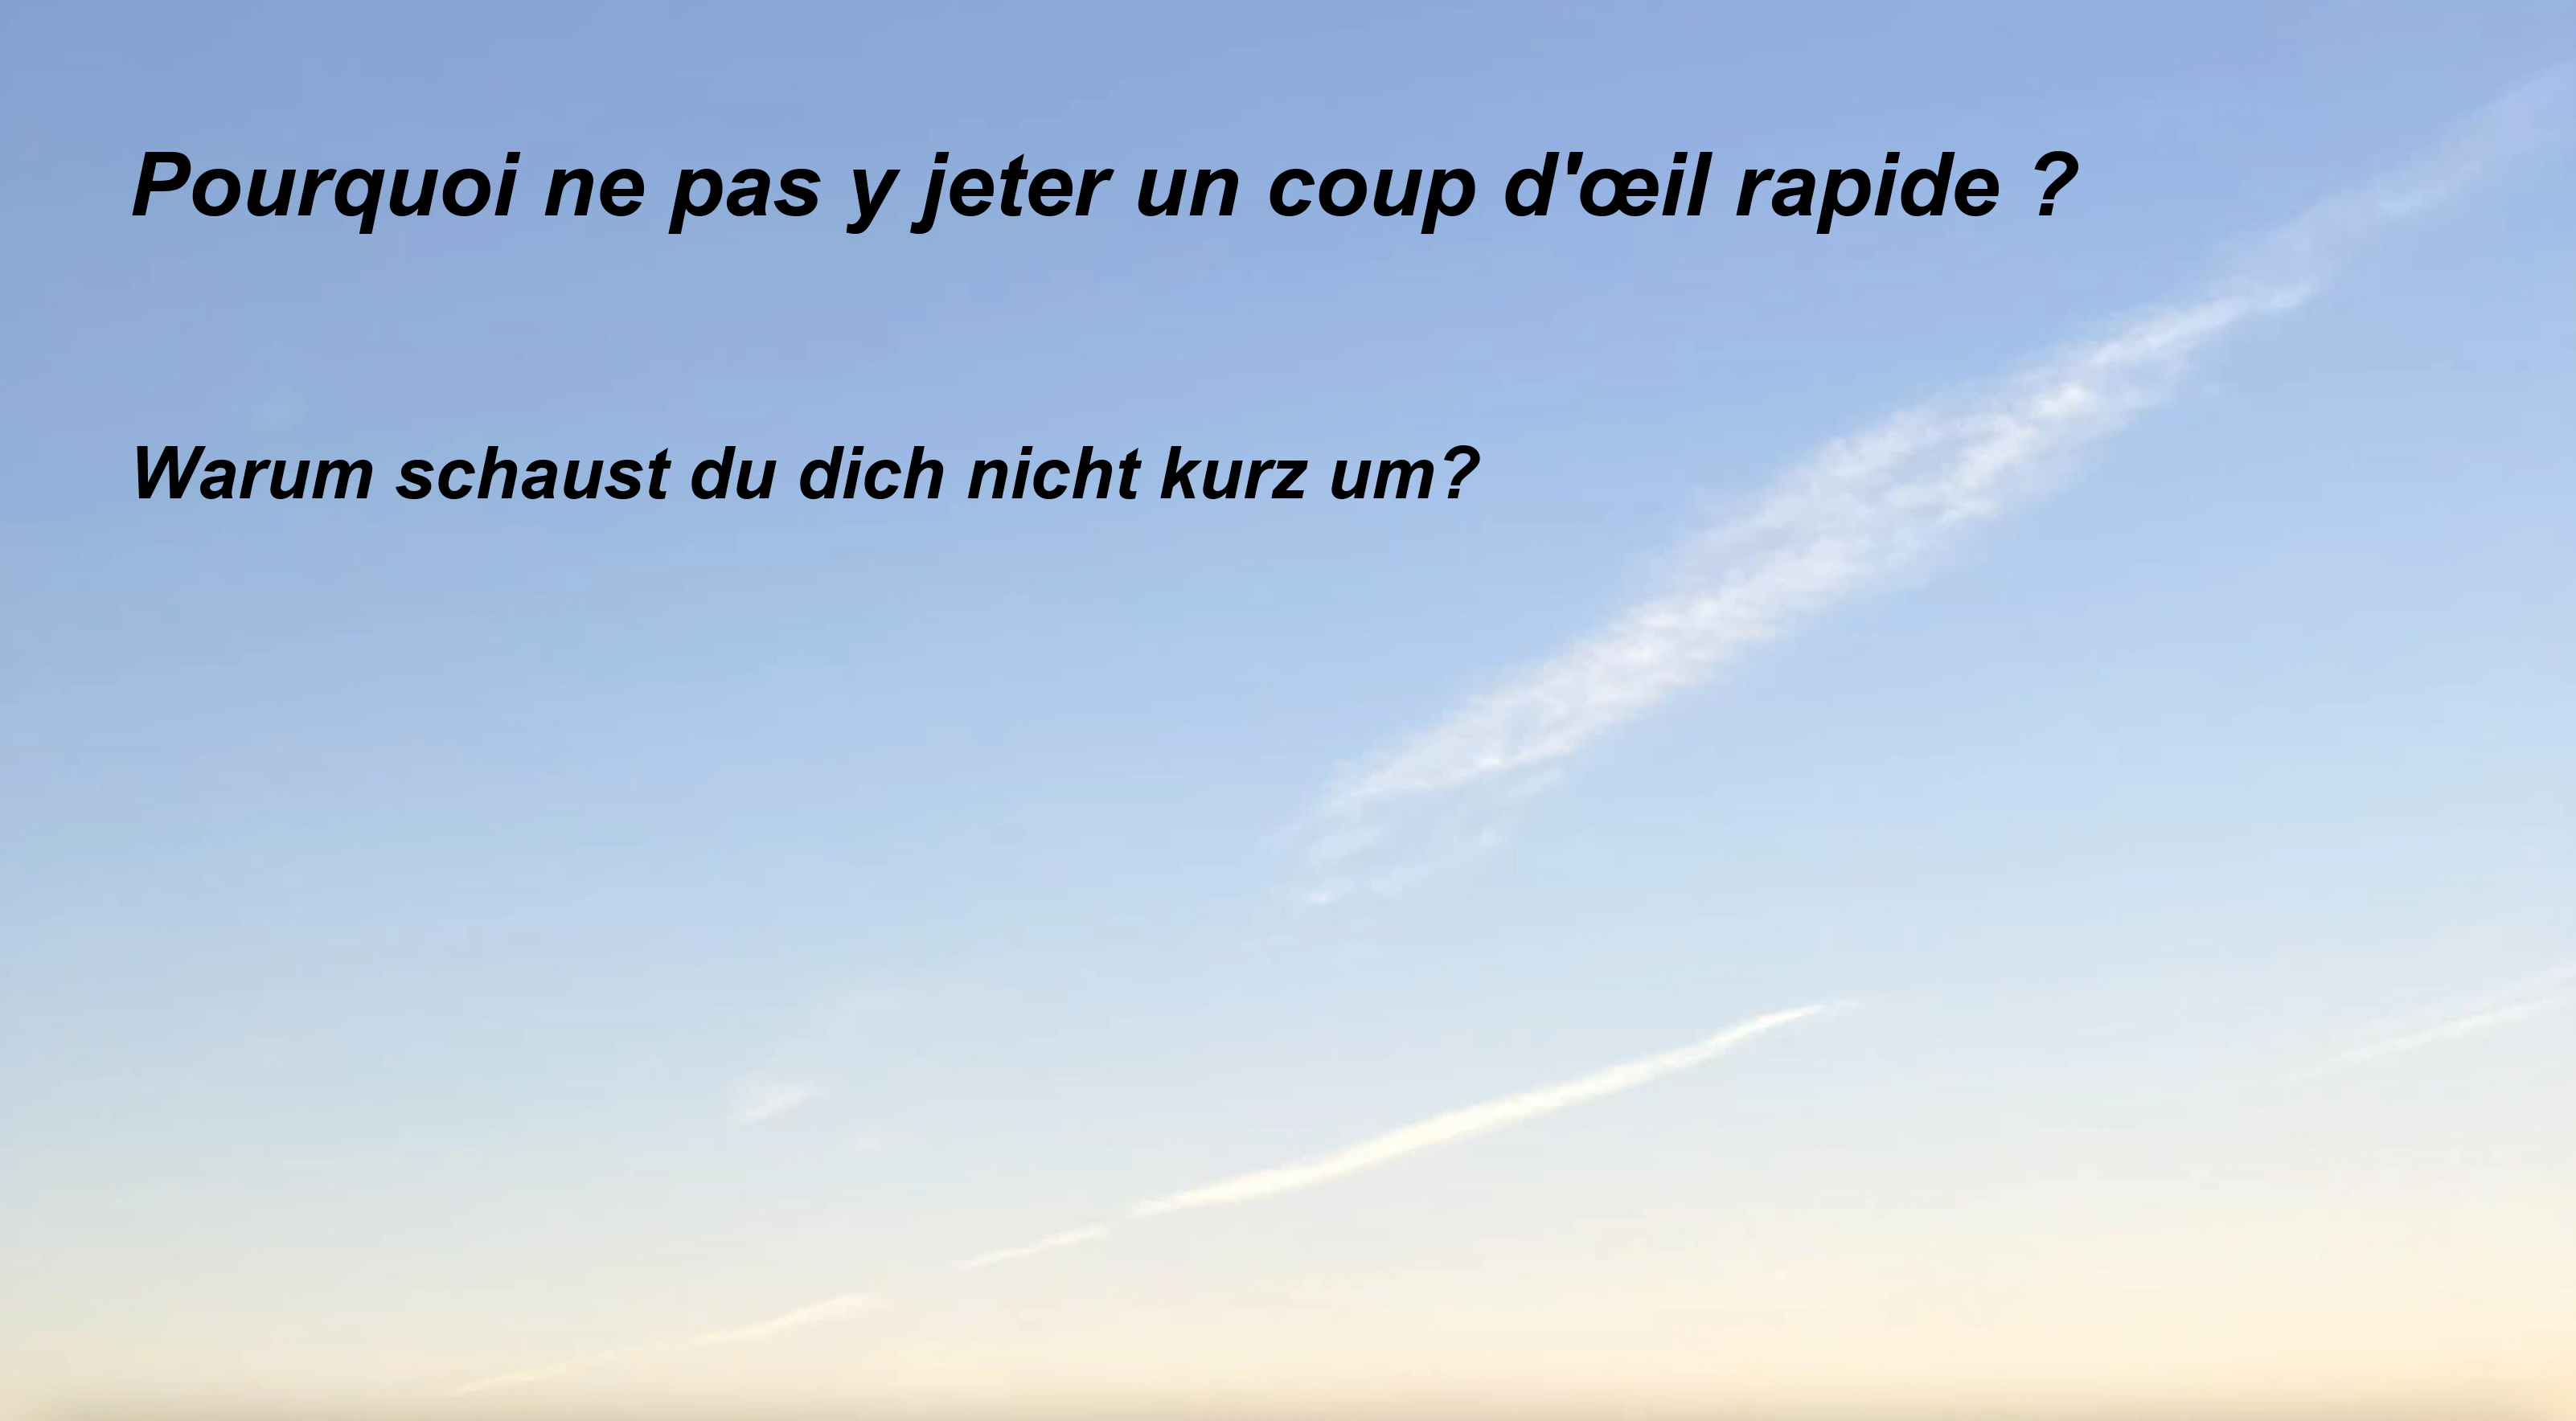 Pourquoi ne pas y jeter un coup d'œil rapide ?
Warum schaust du dich nicht kurz um?